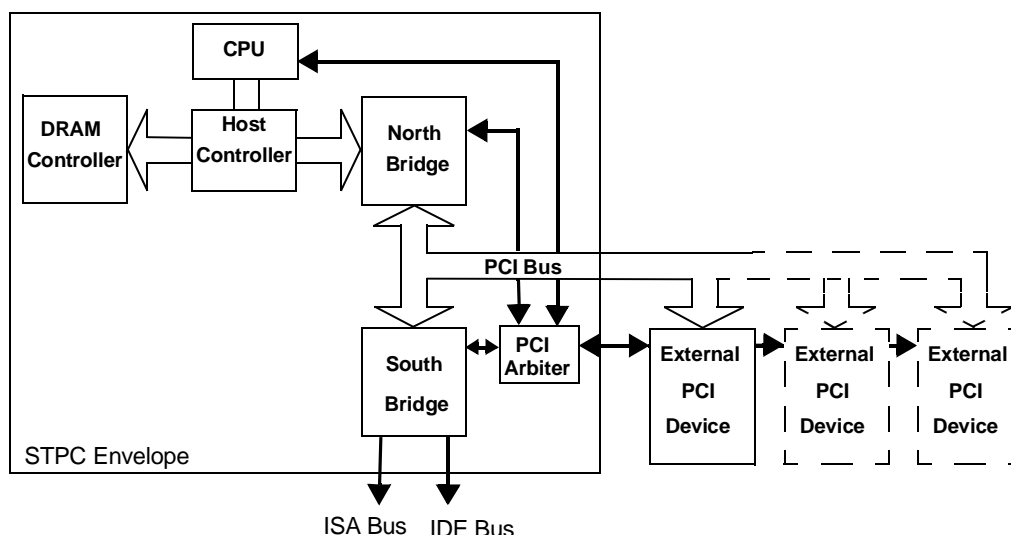 CPU
DRAM
Controller
Host
Controller
North
Bridge
PCI Bus
South
Bridge
PCI
Arbiter
External
PCI
Device
External
PCI
Device
External
PCI
Device
STPC Envelope
ISA Bus
IDE Bus